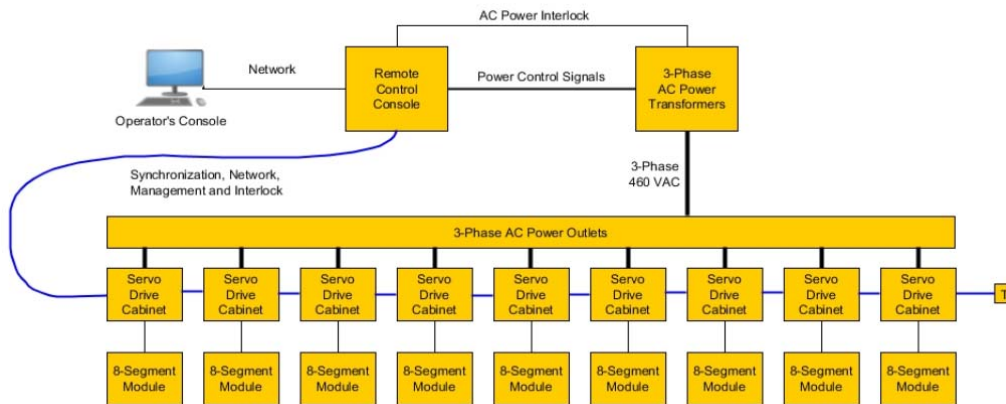 AC Power Interlock
Network
Remote
Control
Console
Power Control Signals
3-Phase
AC Power
Transformers
Operator's Console
Synchronization, Network,
Management and Interlock
3-Phase
460 VAC
3-Phase AC Power Outlets
Servo
Drive
Cabinet
Servo
Drive
Cabinet
Servo
Drive
Cabinet
Servo
Drive
Cabinet
Servo
Drive
Cabinet
Servo
Drive
Cabinet
Servo
Drive
Cabinet
Servo
Drive
Cabinet
Servo
Drive
Cabinet
T
8-Segment
Module
8-Segment
Module
8-Segment
Module
8-Segment
Module
8-Segment
Module
8-Segment
Module
8-Segment
Module
8-Segment
Module
8-Segment
Module